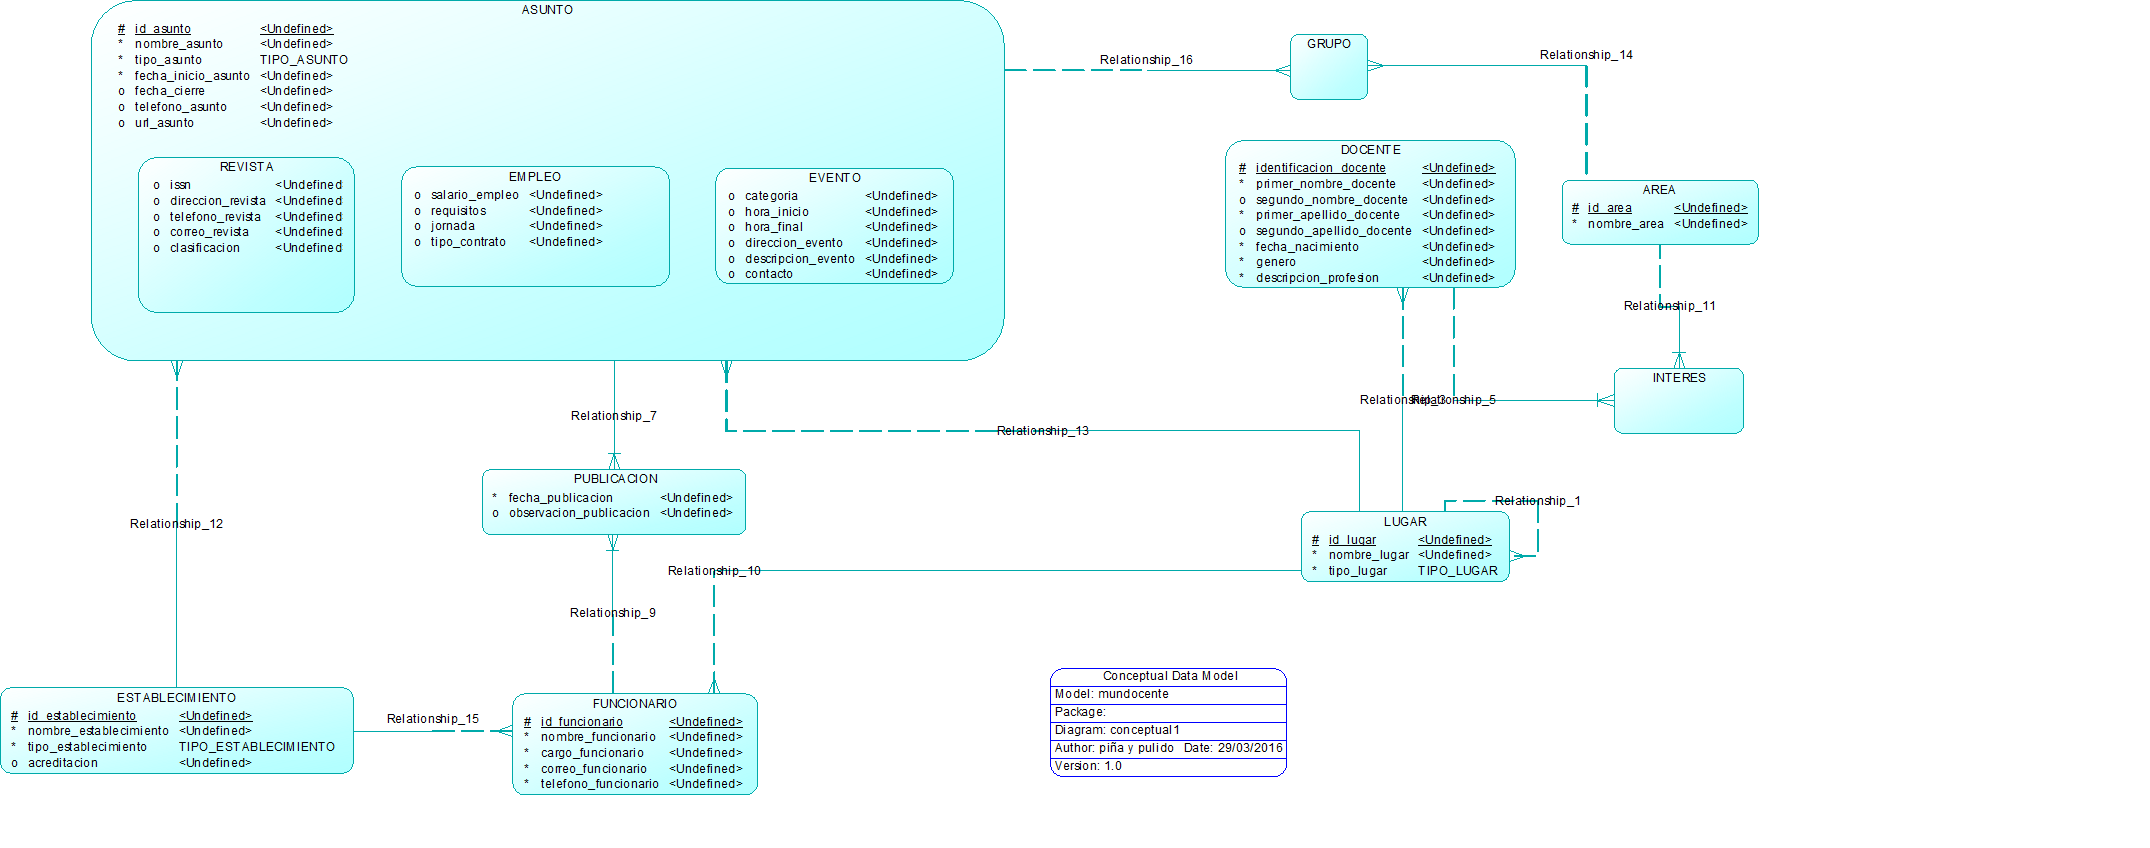 ASUNTO
# id_asunto <Undefined>
* nombre_asunto <Undefined>
* tipo_asunto TIPO_ASUNTO
* fecha_inicio_asunto <Undefined>
o fecha_cierre <Undefined>
o telefono_asunto <Undefined>
o url_asunto <Undefined>
REVISTA
o issn <Undefined
o direccion_revista <Undefined
o telefono_revista <Undefined
o correo_revista <Undefined
o clasificacion <Undefined
EMPLEO
o salario_empleo <Undefined>
o requisitos <Undefined>
o jornada <Undefined>
o tipo_contrato <Undefined>
EVENTO
o categoria <Undefined>
o hora_inicio <Undefined>
o hora_final <Undefined>
o direccion_evento <Undefined>
o descripcion_evento <Undefined>
o contacto <Undefined>
Relationship_16
GRUPO
Relationship_14
DOCENTE
# identificacion_docente <Undefined>
* primer_nombre_docente <Undefined>
o segundo_nombre_docente <Undefined>
* primer_apellido_docente <Undefined>
o segundo_apellido_docente <Undefined>
* fecha_nacimiento <Undefined>
* genero <Undefined>
* descripcion_profesion <Undefined>
AREA
# id_area <Undefined>
* nombre_area <Undefined>
Relationship_11
INTERES
Relationship_3
Relationship_5
Relationship_7
Relationship_13
PUBLICACION
* fecha_publicacion <Undefined>
o observacion_publicacion <Undefined>
Relationship_12
Relationship_1
LUGAR
# id_lugar <Undefined>
* nombre_lugar <Undefined>
* tipo_lugar TIPO_LUGAR
Relationship_10
Relationship_9
ESTABLECIMIENTO
# id_establecimiento <Undefined>
* nombre_establecimiento <Undefined>
* tipo_establecimiento TIPO_ESTABLECIMIENTO
o acreditacion <Undefined>
Relationship_15
FUNCIONARIO
# id_funcionario <Undefined>
* nombre_funcionario <Undefined>
* cargo_funcionario <Undefined>
* correo_funcionario <Undefined>
* telefono_funcionario <Undefined>
Conceptual Data Model
Model: mundocente
Package:
Diagram: conceptual1
Author: piña y pulido Date: 29/03/2016
Version: 1.0